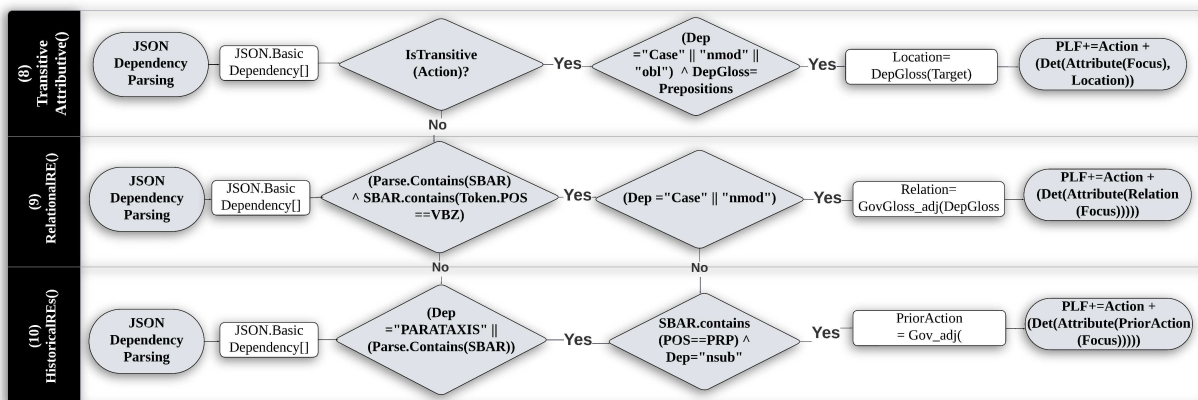 (8)
Transitive
Attributive()
JSON
Dependency
Parsing
JSON.Basic
Dependency[]
IsTransitive
(Action)?
Yes
(Dep
="Case" || "nmod" ||
"obl") ^ DepGloss=
Prepositions
Yes
Location=
DepGloss(Target)
PLF+=Action +
(Det(Attribute(Focus),
Location))
No
(9)
RelationalRE()
JSON
Dependency
Parsing
JSON.Basic
Dependency[]
(Parse.Contains(SBAR)
^ SBAR.contains(Token.POS
==VBZ)
Yes
(Dep ="Case" || "nmod")
Yes
Relation=
GovGloss_adj(DepGloss
PLF+=Action +
(Det(Attribute(Relation
(Focus)))))
No
No
(10)
HistoricalREs()
JSON
Dependency
Parsing
JSON.Basic
Dependency[]
(Dep
="PARATAXIS" ||
(Parse.Contains(SBAR))
Yes
SBAR.contains
(POS==PRP) ^
Dep="nsub"
Yes
PriorAction
= Gov_adj(
PLF+=Action +
(Det(Attribute(PriorAction
(Focus)))))